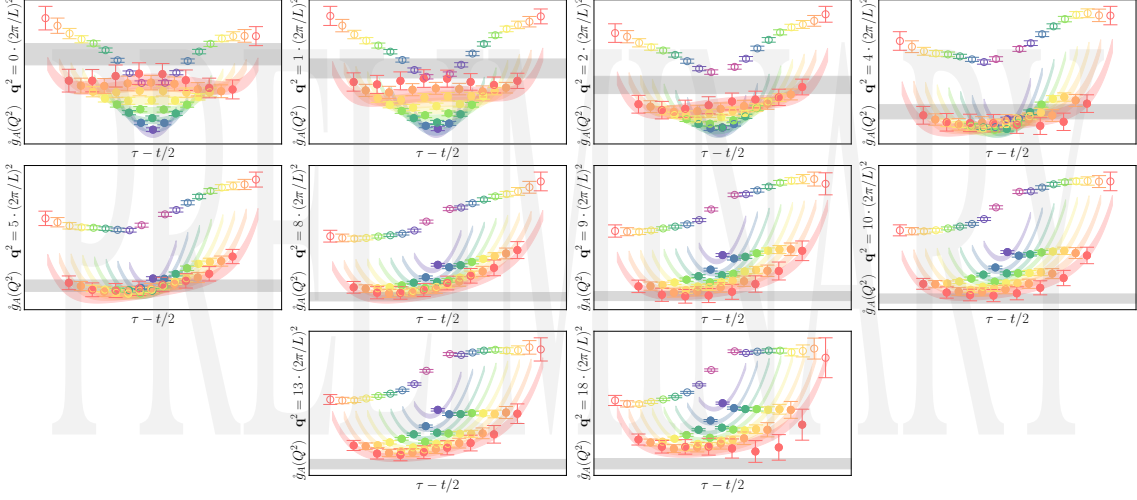 PRELIMINARY
g̊_A(Q²) q² = 0 · (2π/L)²
τ − t/2
g̊_A(Q²) q² = 1 · (2π/L)²
τ − t/2
g̊_A(Q²) q² = 2 · (2π/L)²
τ − t/2
g̊_A(Q²) q² = 4 · (2π/L)²
τ − t/2
g̊_A(Q²) q² = 5 · (2π/L)²
τ − t/2
g̊_A(Q²) q² = 8 · (2π/L)²
τ − t/2
g̊_A(Q²) q² = 9 · (2π/L)²
τ − t/2
g̊_A(Q²) q² = 10 · (2π/L)²
τ − t/2
g̊_A(Q²) q² = 13 · (2π/L)²
τ − t/2
g̊_A(Q²) q² = 18 · (2π/L)²
τ − t/2